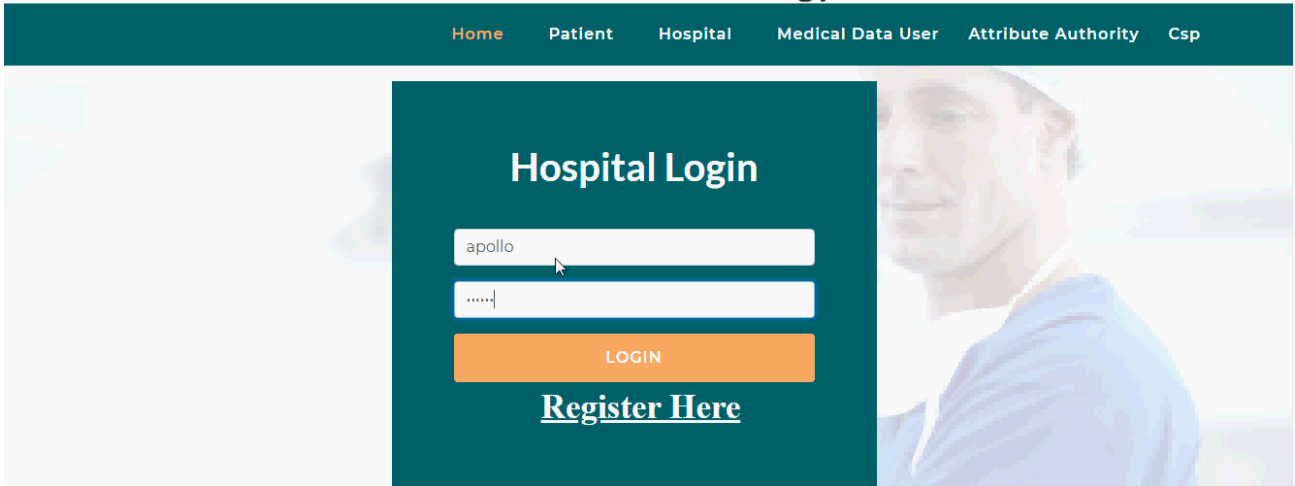 Home Patient Hospital Medical Data User Attribute Authority Csp
Hospital Login
apollo
......
LOGIN
Register Here